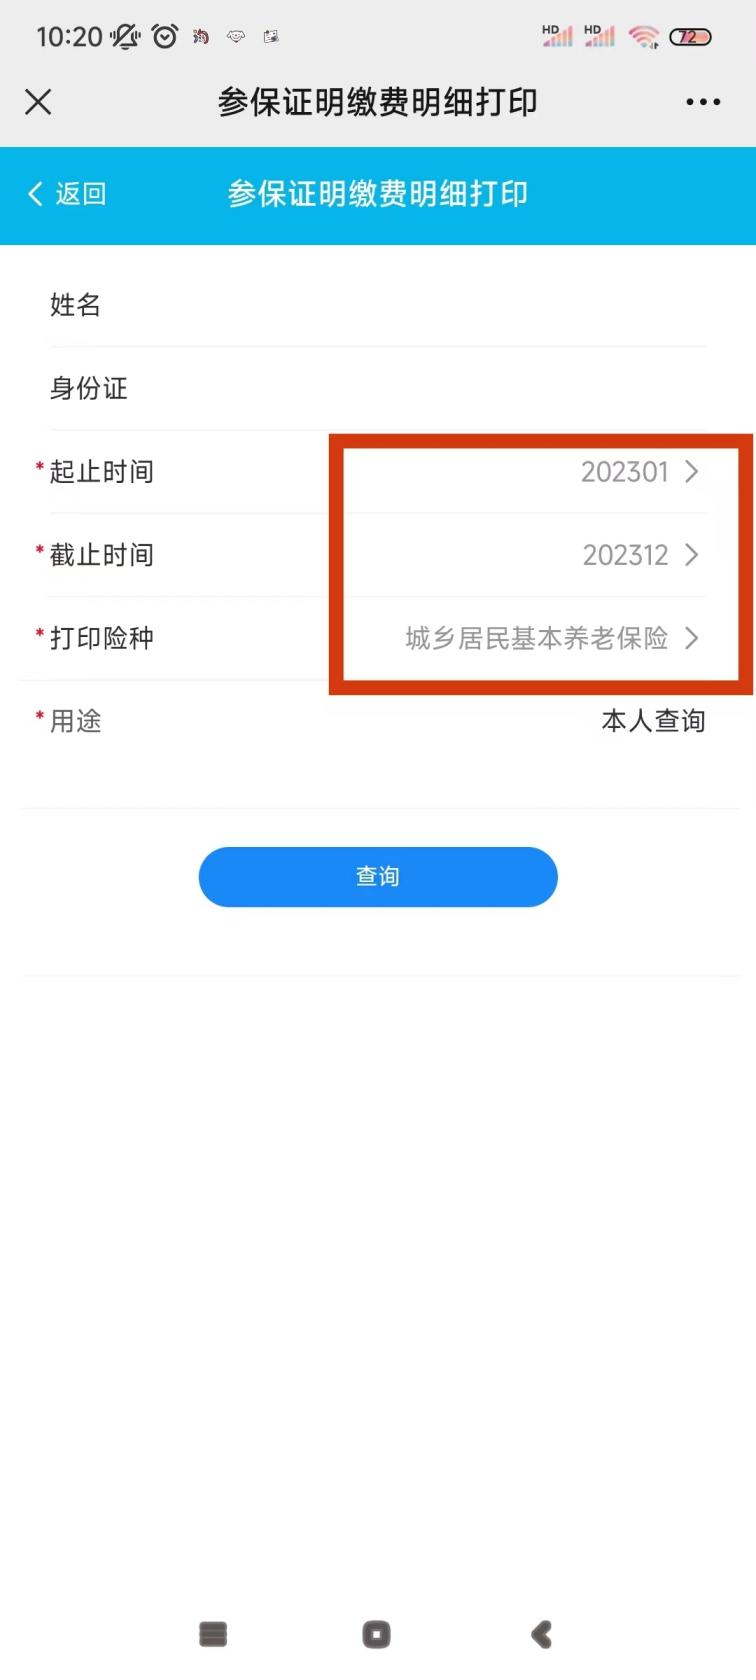 10:20 HD HD 72
参保证明缴费明细打印
返回 参保证明缴费明细打印
姓名
身份证
*起止时间 202301
*截止时间 202312
*打印险种 城乡居民基本养老保险
*用途 本人查询
查询